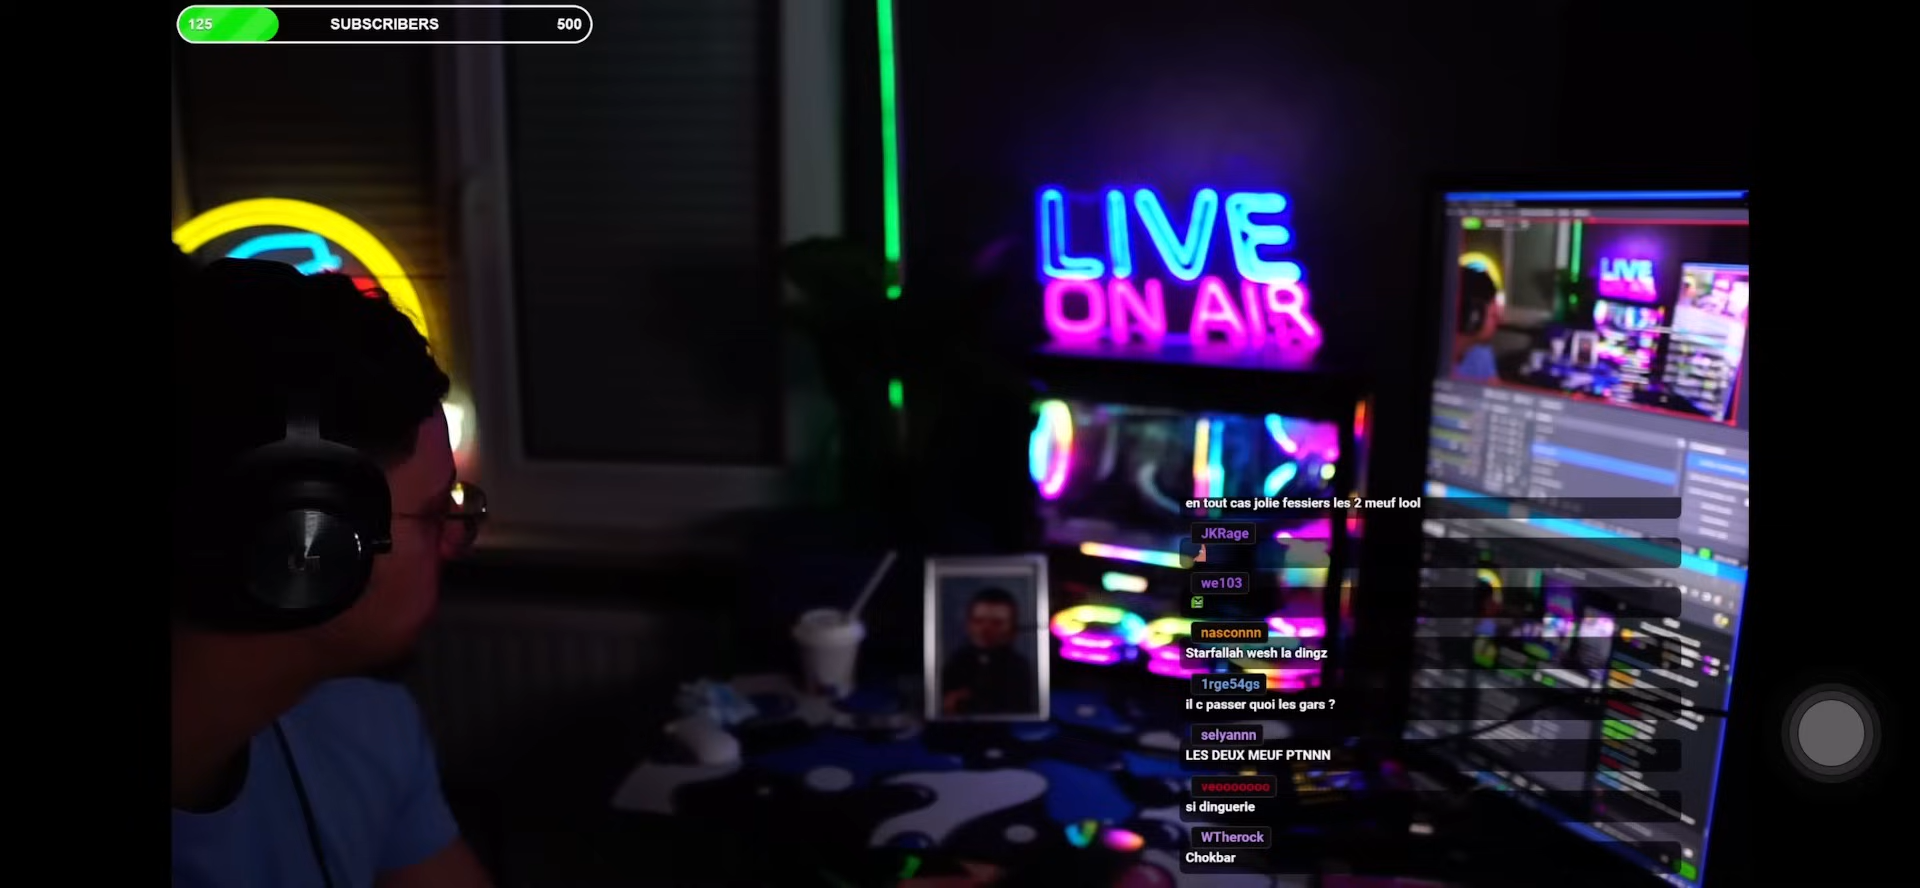 125 SUBSCRIBERS 500
LIVE
ON AIR
en tout cas jolie fessiers les 2 meuf lool
JKRage
we103
nasconnn
Starfallah wesh la dingz
1rge54gs
il c passer quoi les gars ?
selyannn
LES DEUX MEUF PTNNN
veoooooooo
si dinguerie
WTherock
Chokbar